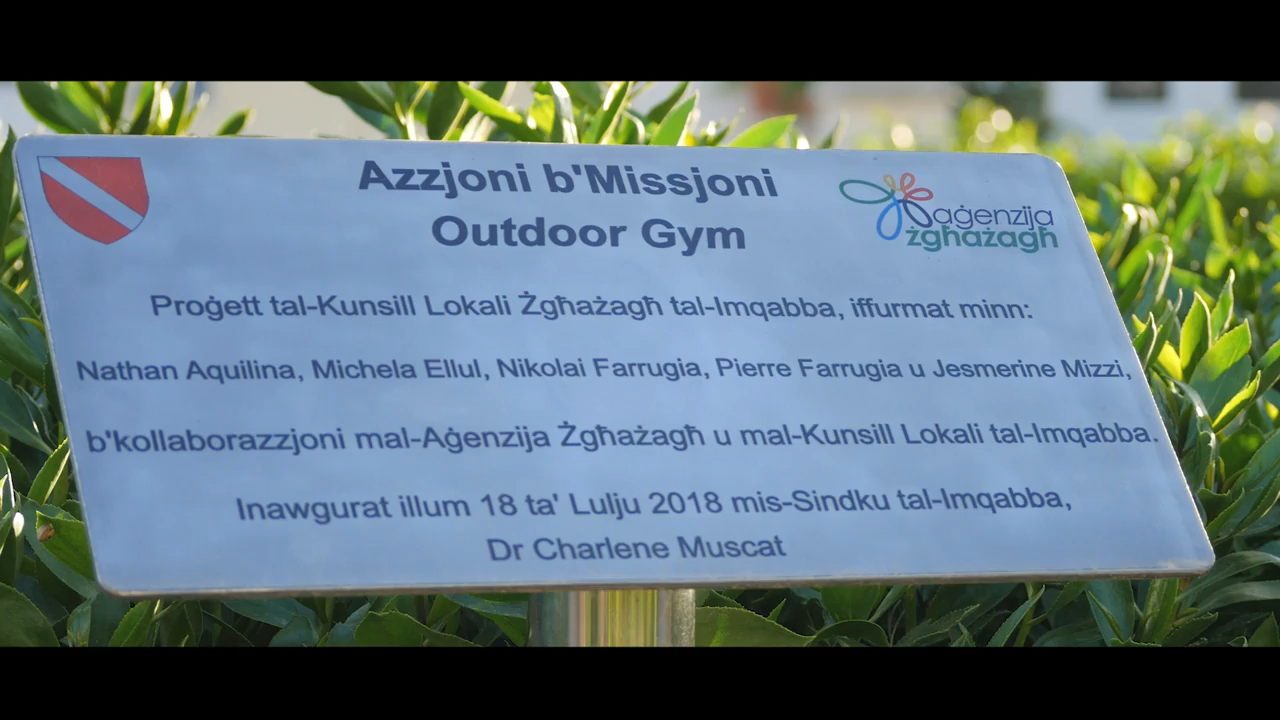 Azzjoni b'Missjoni
Outdoor Gym
aġenzija
żgħażagħ
Proġett tal-Kunsill Lokali Żgħażagħ tal-Imqabba, iffurmat minn:
Nathan Aquilina, Michela Ellul, Nikolai Farrugia, Pierre Farrugia u Jesmerine Mizzi,
b'kollaborazzjoni mal-Aġenzija Żgħażagħ u mal-Kunsill Lokali tal-Imqabba.
Inawgurat illum 18 ta' Lulju 2018 mis-Sindku tal-Imqabba,
Dr Charlene Muscat